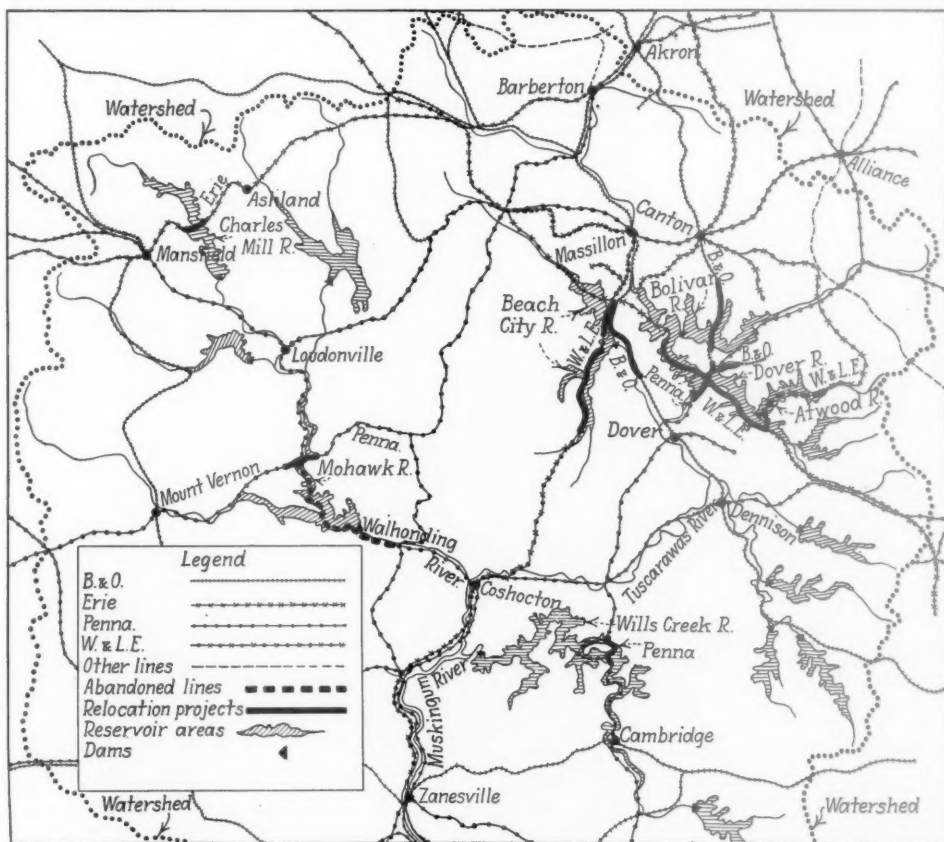 Akron
Barberton
Watershed
Watershed
Alliance
Erie
Ashland
Charles
Mill R.
Mansfield
Canton
Massillon
B.&O.
Bolivar
R.
Beach
City R.
W.&L.E.
B.&O.
Loudonville
B.&O.
Dover R.
W.&L.E.
Atwood R.
Penna.
W.&L.E.
Dover
Penna.
Mohawk R.
Mount Vernon
Walhonding
River
Tuscarawas River
Dennison
Coshocton
Wills Creek R.
Penna
River
Muskingum
Cambridge
Zanesville
Watershed
Watershed
Legend
B.&O.
Erie
Penna.
W.&L.E.
Other lines
Abandoned lines
Relocation projects
Reservoir areas
Dams